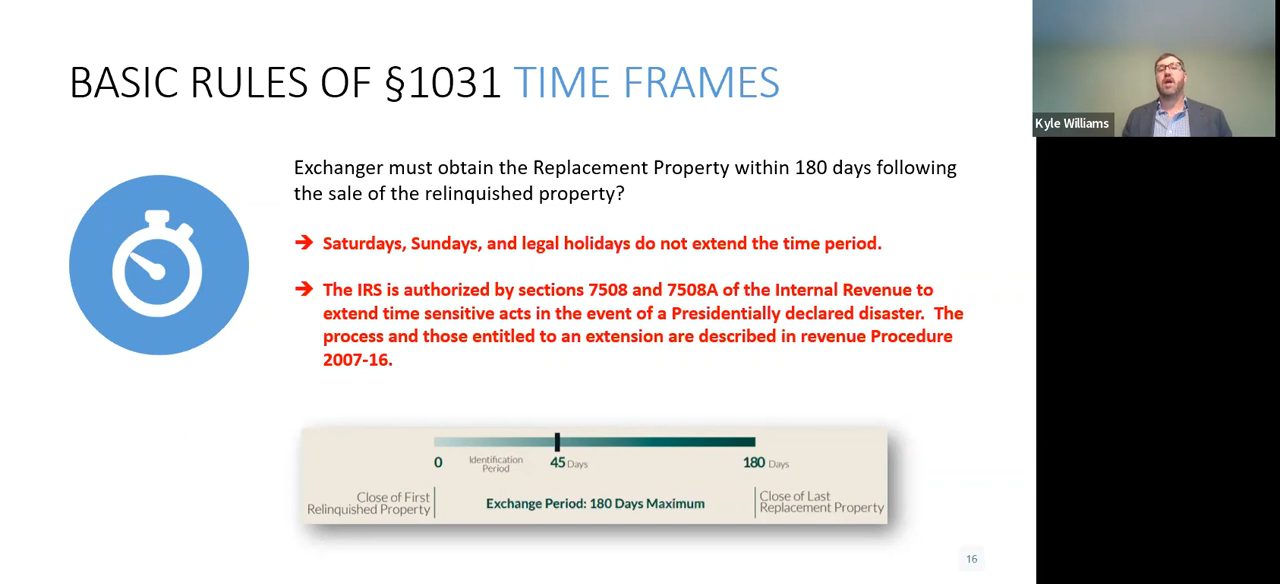 BASIC RULES OF §1031 TIME FRAMES
Kyle Williams
Exchanger must obtain the Replacement Property within 180 days following
the sale of the relinquished property?
➔ Saturdays, Sundays, and legal holidays do not extend the time period.
➔ The IRS is authorized by sections 7508 and 7508A of the Internal Revenue to
extend time sensitive acts in the event of a Presidentially declared disaster. The
process and those entitled to an extension are described in revenue Procedure
2007-16.
0
Identification
Period
45 Days
180 Days
Close of First
Relinquished Property
Exchange Period: 180 Days Maximum
Close of Last
Replacement Property
16